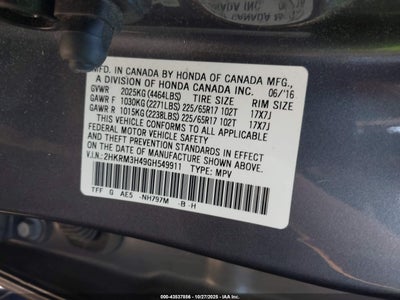 MFD. IN CANADA BY HONDA OF CANADA MFG.,
A DIVISION OF HONDA CANADA INC. 06/'16
GVWR 2025KG (4464LBS) TIRE SIZE RIM SIZE
GAWR F 1030KG (2271LBS) 225/65R17 102T 17X7J
GAWR R 1015KG (2238LBS) 225/65R17 102T 17X7J
THIS VEHICLE CONFORMS TO ALL APPLICABLE
FEDERAL MOTOR VEHICLE SAFETY AND
THEFT PREVENTION STANDARDS IN EFFECT
ON THE DATE OF MANUFACTURE SHOWN ABOVE.
V.I.N.: 2HKRM3H49GH549911 TYPE: MPV
TFF 0 AE5 -NH797M -B -H
000-43537056 - 10/27/2025 - IAA